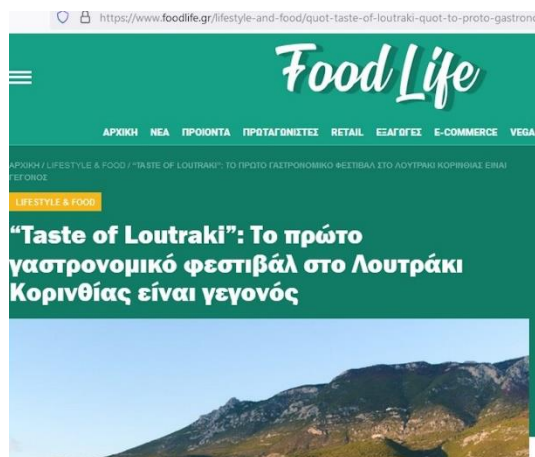 https://www.foodlife.gr/lifestyle-and-food/quot-taste-of-loutraki-quot-to-proto-gastron
Food Life
ΑΡΧΙΚΗ ΝΕΑ ΠΡΟΙΟΝΤΑ ΠΡΩΤΑΓΩΝΙΣΤΕΣ RETAIL ΕΞΑΓΩΓΕΣ E-COMMERCE VEGA
ΑΡΧΙΚΗ / LIFESTYLE & FOOD / "TASTE OF LOUTRAKI": ΤΟ ΠΡΩΤΟ ΓΑΣΤΡΟΝΟΜΙΚΟ ΦΕΣΤΙΒΑΛ ΣΤΟ ΛΟΥΤΡΑΚΙ ΚΟΡΙΝΘΙΑΣ ΕΙΝΑΙ
ΓΕΓΟΝΟΣ
LIFESTYLE & FOOD
“Taste of Loutraki”: Το πρώτο
γαστρονομικό φεστιβάλ στο Λουτράκι
Κορινθίας είναι γεγονός